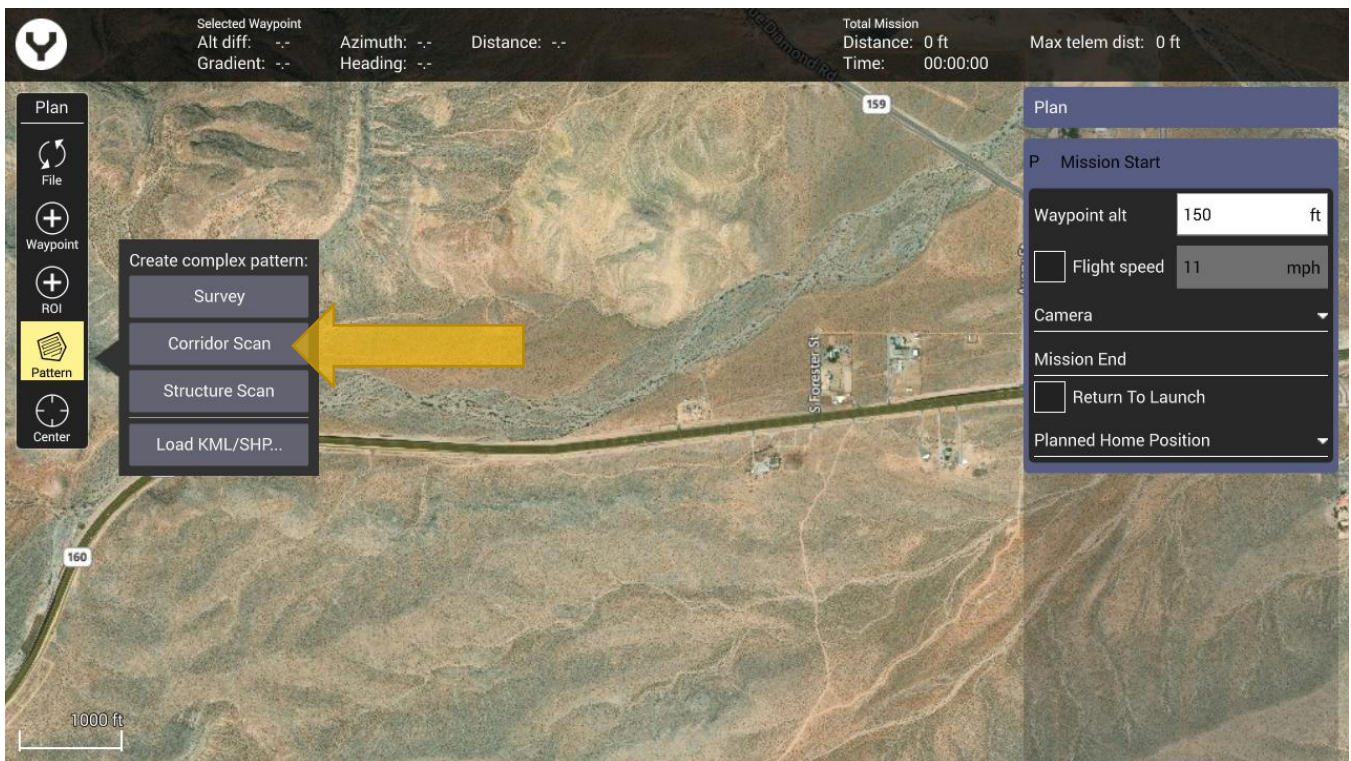 Selected Waypoint
Alt diff: -.- Azimuth: -.- Distance: -.-
Gradient: -.- Heading: -.-
Total Mission
Distance: 0 ft Max telem dist: 0 ft
Time: 00:00:00
Plan
File
Waypoint
ROI
Pattern
Center
Create complex pattern:
Survey
Corridor Scan
Structure Scan
Load KML/SHP...
159
S Forester St
160
1000 ft
Plan
P Mission Start
Waypoint alt 150 ft
Flight speed 11 mph
Camera
Mission End
Return To Launch
Planned Home Position